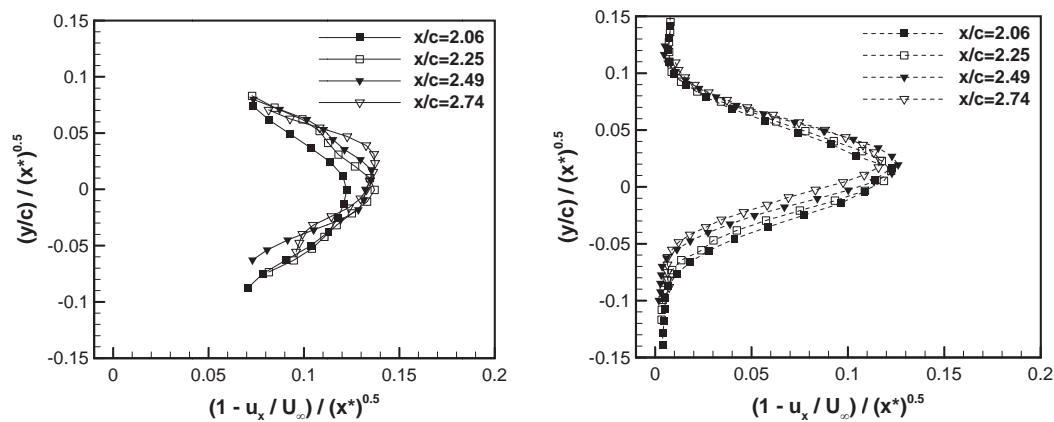 0.15
0.1
0.05
0
-0.05
-0.1
-0.15
(y/c) / (x*)^0.5
x/c=2.06
x/c=2.25
x/c=2.49
x/c=2.74
0 0.05 0.1 0.15 0.2
(1 - u_x / U_∞) / (x*)^0.5
0.15
0.1
0.05
0
-0.05
-0.1
-0.15
(y/c) / (x*)^0.5
x/c=2.06
x/c=2.25
x/c=2.49
x/c=2.74
0 0.05 0.1 0.15 0.2
(1 - u_x / U_∞) / (x*)^0.5